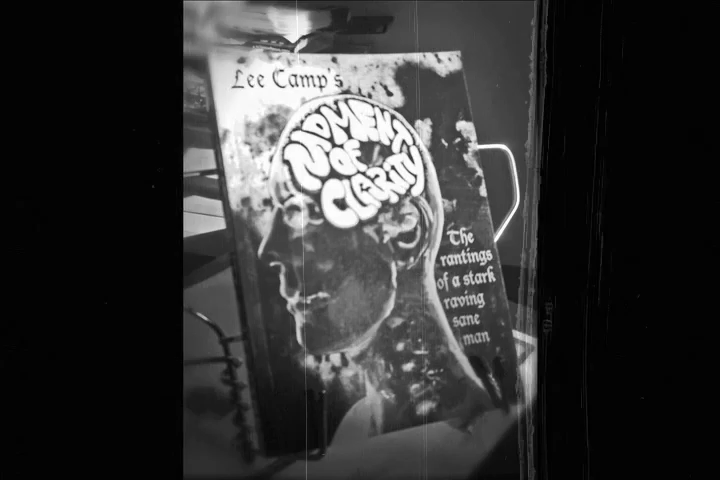 Lee Camp's
MOMENT
OF
CLARITY
The
rantings
of a stark
raving
sane
man